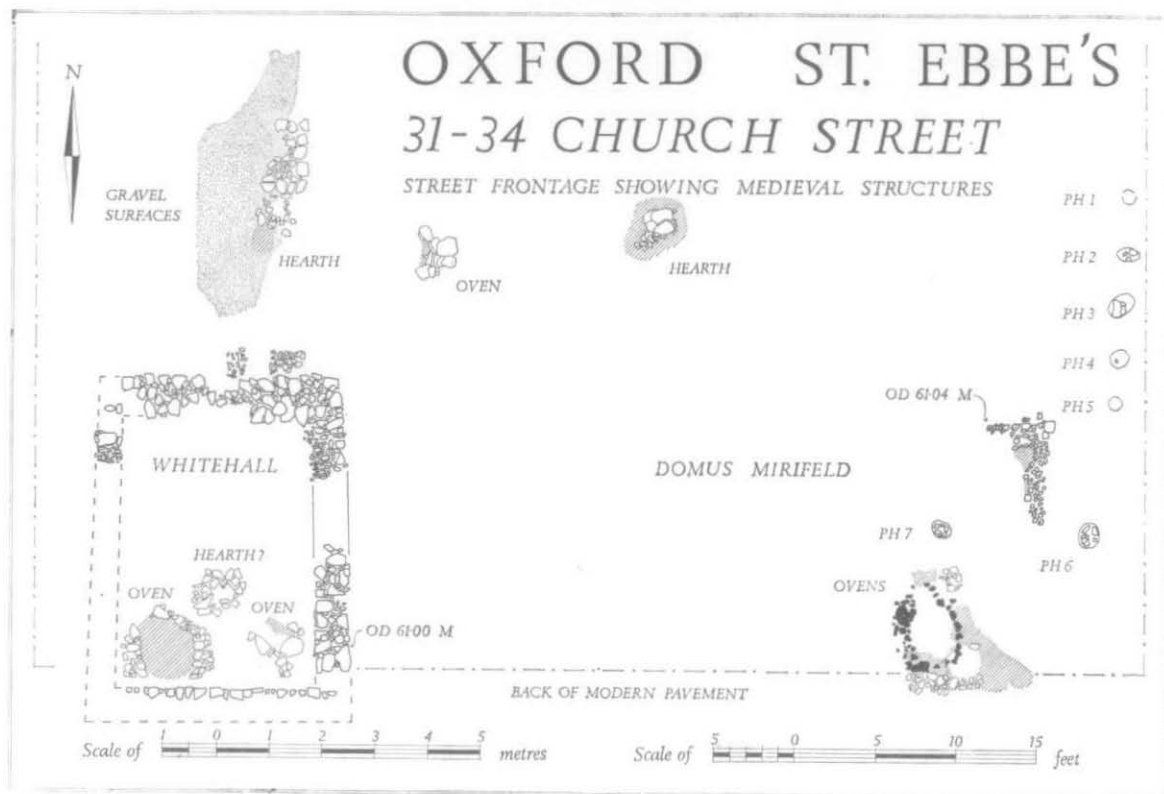 OXFORD ST. EBBE'S
31-34 CHURCH STREET
STREET FRONTAGE SHOWING MEDIEVAL STRUCTURES
N
GRAVEL
SURFACES
HEARTH
OVEN
HEARTH
PH 1
PH 2
PH 3
PH 4
PH 5
OD 61·04 M
WHITEHALL
DOMUS MIRIFELD
PH 7
PH 6
HEARTH?
OVEN
OVEN
OVENS
OD 61·00 M
BACK OF MODERN PAVEMENT
Scale of 1 0 1 2 3 4 5 metres
Scale of 5 0 5 10 15 feet